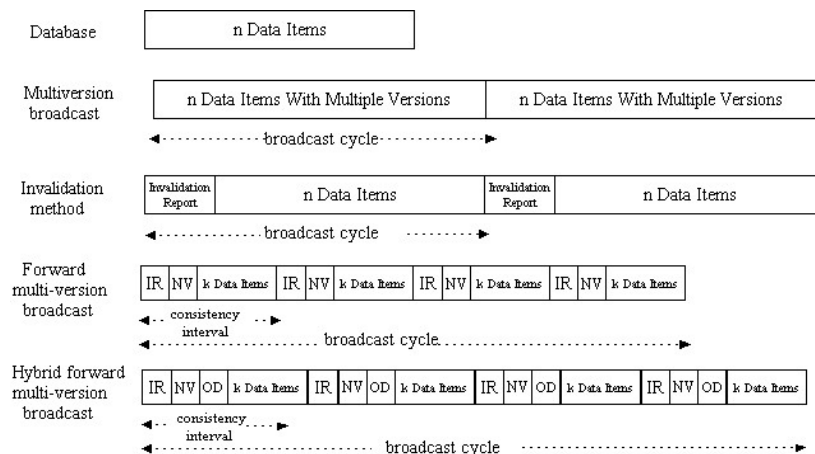 Database
n Data Items
Multiversion
broadcast
n Data Items With Multiple Versions
n Data Items With Multiple Versions
broadcast cycle
Invalidation
method
Invalidation
Report
n Data Items
Invalidation
Report
n Data Items
broadcast cycle
Forward
multi-version
broadcast
IR NV k Data Items IR NV k Data Items IR NV k Data Items IR NV k Data Items
consistency
interval
broadcast cycle
Hybrid forward
multi-version
broadcast
IR NV OD k Data Items IR NV OD k Data Items IR NV OD k Data Items IR NV OD k Data Items
consistency
interval
broadcast cycle